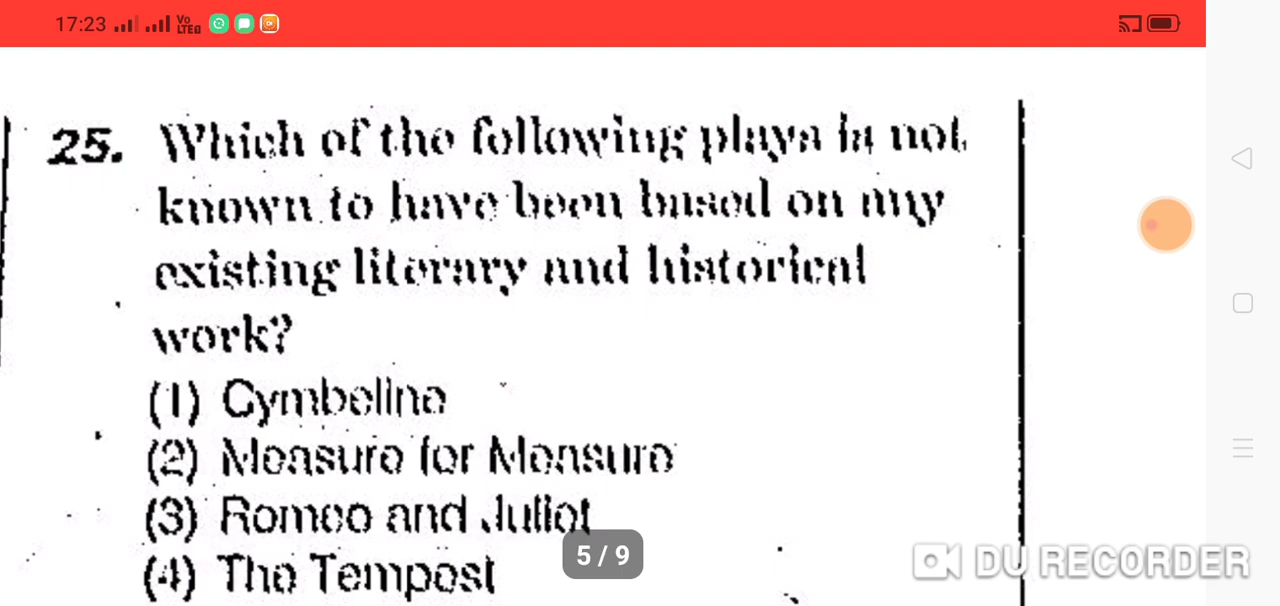 17:23 Vo LTE
25. Which of the following plays is not
known to have been based on any
existing literary and historical
work?
(1) Cymbeline
(2) Measure for Measure
(3) Romeo and Juliet
(4) The Tempest
5 / 9
DU RECORDER